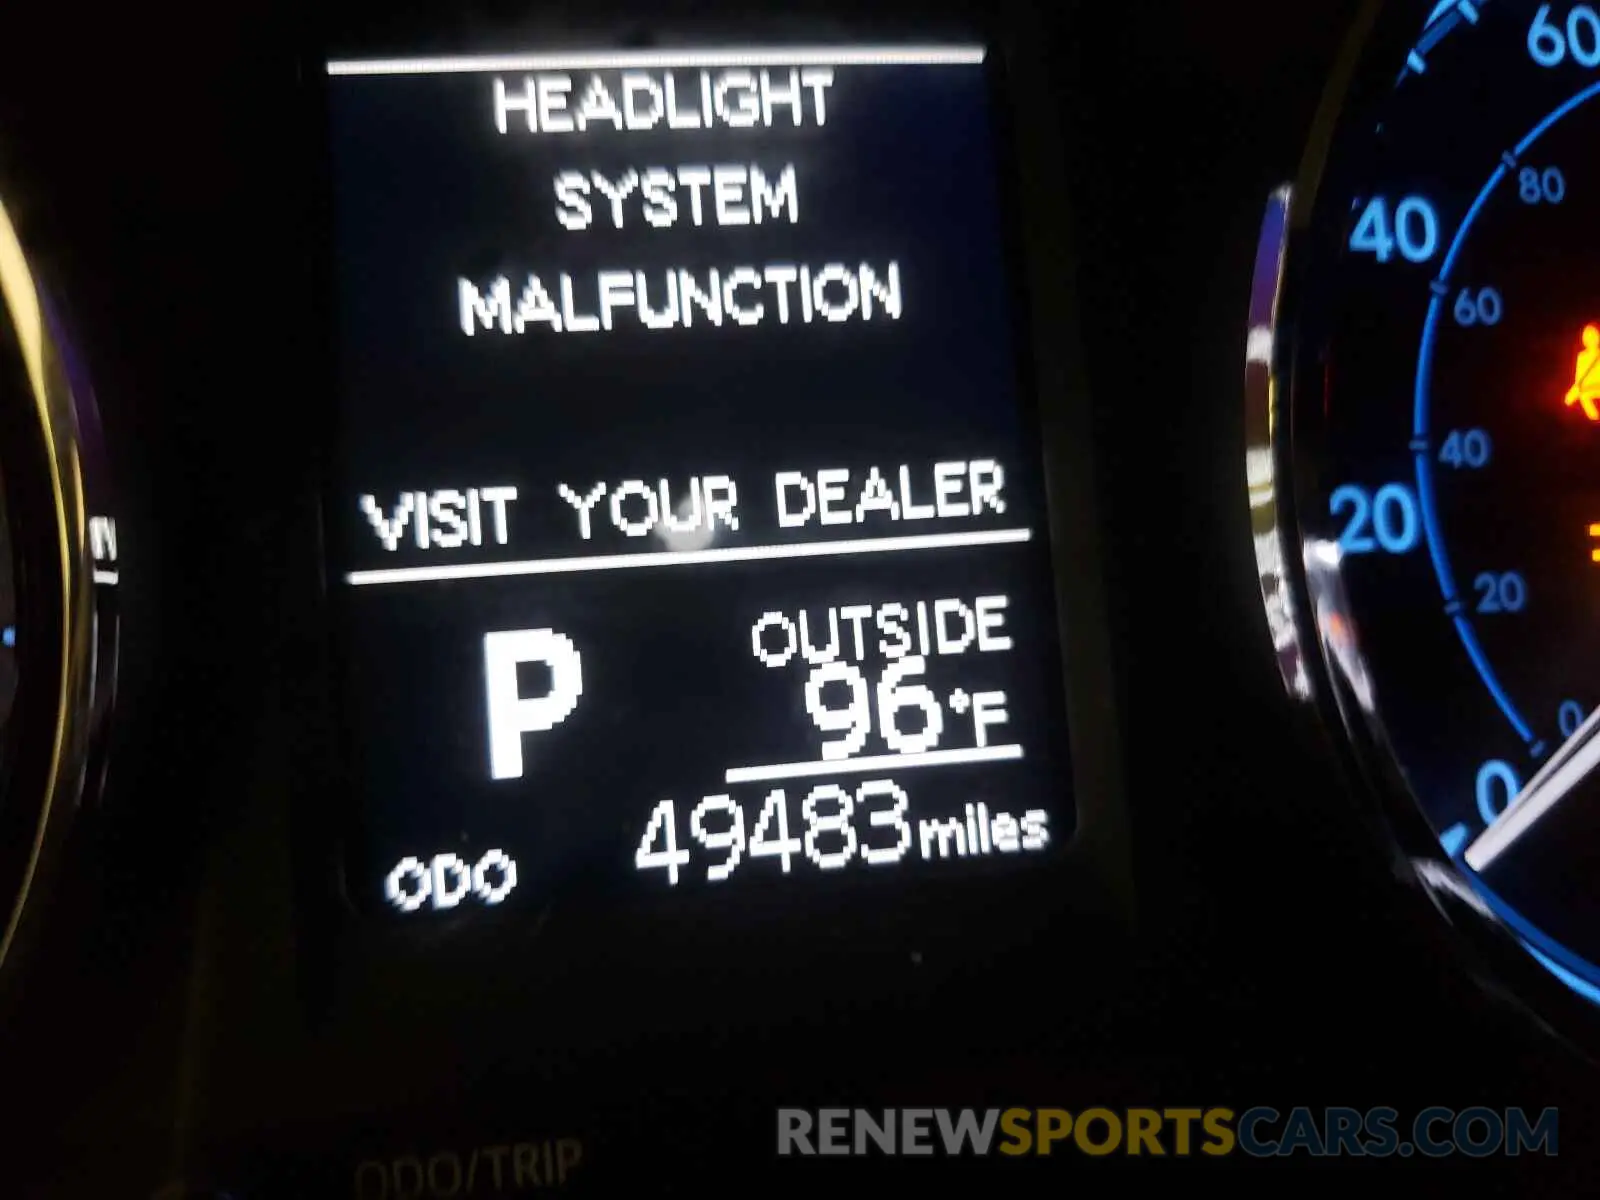 HEADLIGHT
SYSTEM
MALFUNCTION
VISIT YOUR DEALER
P
OUTSIDE
96°F
ODO 49483 miles
60
80
40
60
40
20
20
0
0
ODO/TRIP
RENEWSPORTSCARS.COM